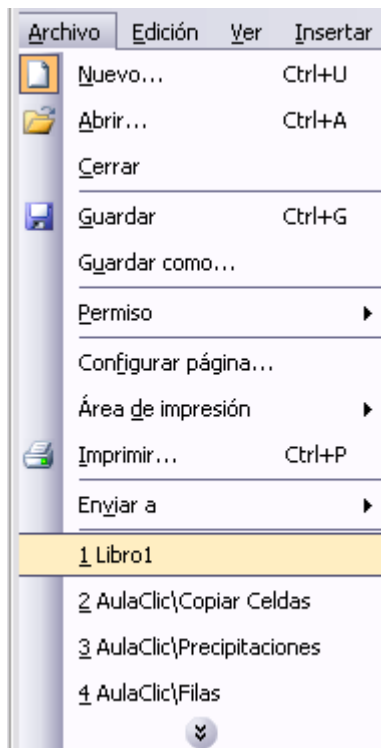 Archivo Edición Ver Insertar
Nuevo... Ctrl+U
Abrir... Ctrl+A
Cerrar
Guardar Ctrl+G
Guardar como...
Permiso
Configurar página...
Área de impresión
Imprimir... Ctrl+P
Enviar a
1 Libro1
2 AulaClic\Copiar Celdas
3 AulaClic\Precipitaciones
4 AulaClic\Filas